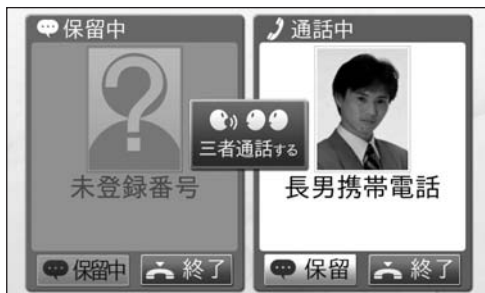 保留中
未登録番号
保留中
終了
三者通話する
通話中
長男携帯電話
保留
終了